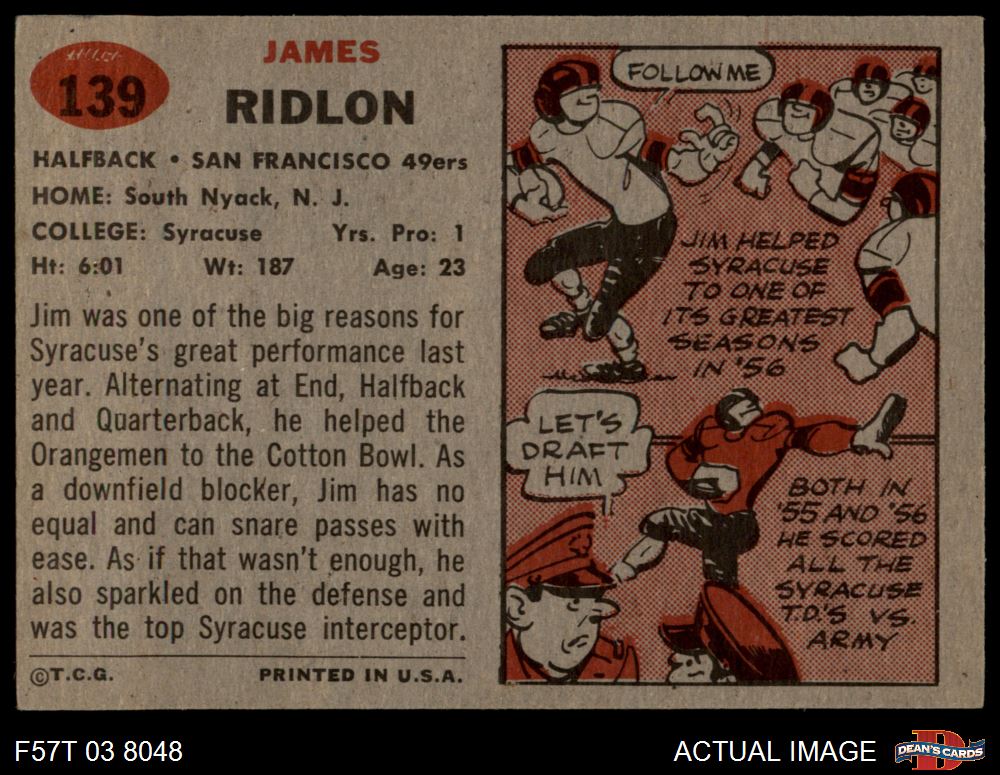 139
JAMES
RIDLON
HALFBACK • SAN FRANCISCO 49ers
HOME: South Nyack, N. J.
COLLEGE: Syracuse Yrs. Pro: 1
Ht: 6:01 Wt: 187 Age: 23
Jim was one of the big reasons for
Syracuse's great performance last
year. Alternating at End, Halfback
and Quarterback, he helped the
Orangemen to the Cotton Bowl. As
a downfield blocker, Jim has no
equal and can snare passes with
ease. As if that wasn't enough, he
also sparkled on the defense and
was the top Syracuse interceptor.
©T.C.G. PRINTED IN U.S.A.
FOLLOW ME
JIM HELPED
SYRACUSE
TO ONE OF
ITS GREATEST
SEASONS
IN '56
LET'S
DRAFT
HIM
BOTH IN
'55 AND '56
HE SCORED
ALL THE
SYRACUSE
T.D.'S VS.
ARMY
F57T 03 8048
ACTUAL IMAGE
DEAN'S CARDS